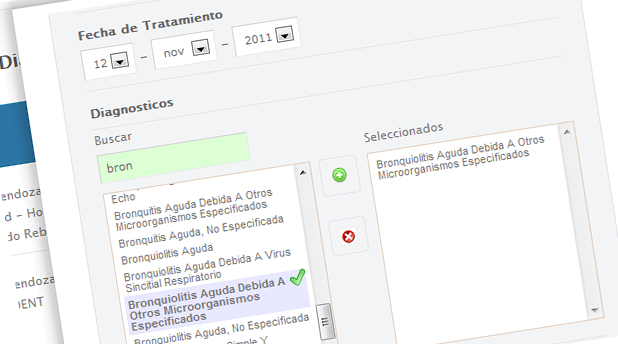 Fecha de Tratamiento
12 – nov – 2011
Diagnosticos
Buscar
bron
Echo
Bronquitis Aguda Debida A Otros
Microorganismos Especificados
Bronquitis Aguda, No Especificada
Bronquiolitis Aguda
Bronquiolitis Aguda Debida A Virus
Sincitial Respiratorio
Bronquiolitis Aguda Debida A
Otros Microorganismos
Especificados
Bronquiolitis Aguda, No Especificada
Simple Y
Seleccionados
Bronquiolitis Aguda Debida A Otros
Microorganismos Especificados
Di
endoza
d - Ho
do Reb
endoza
DENT